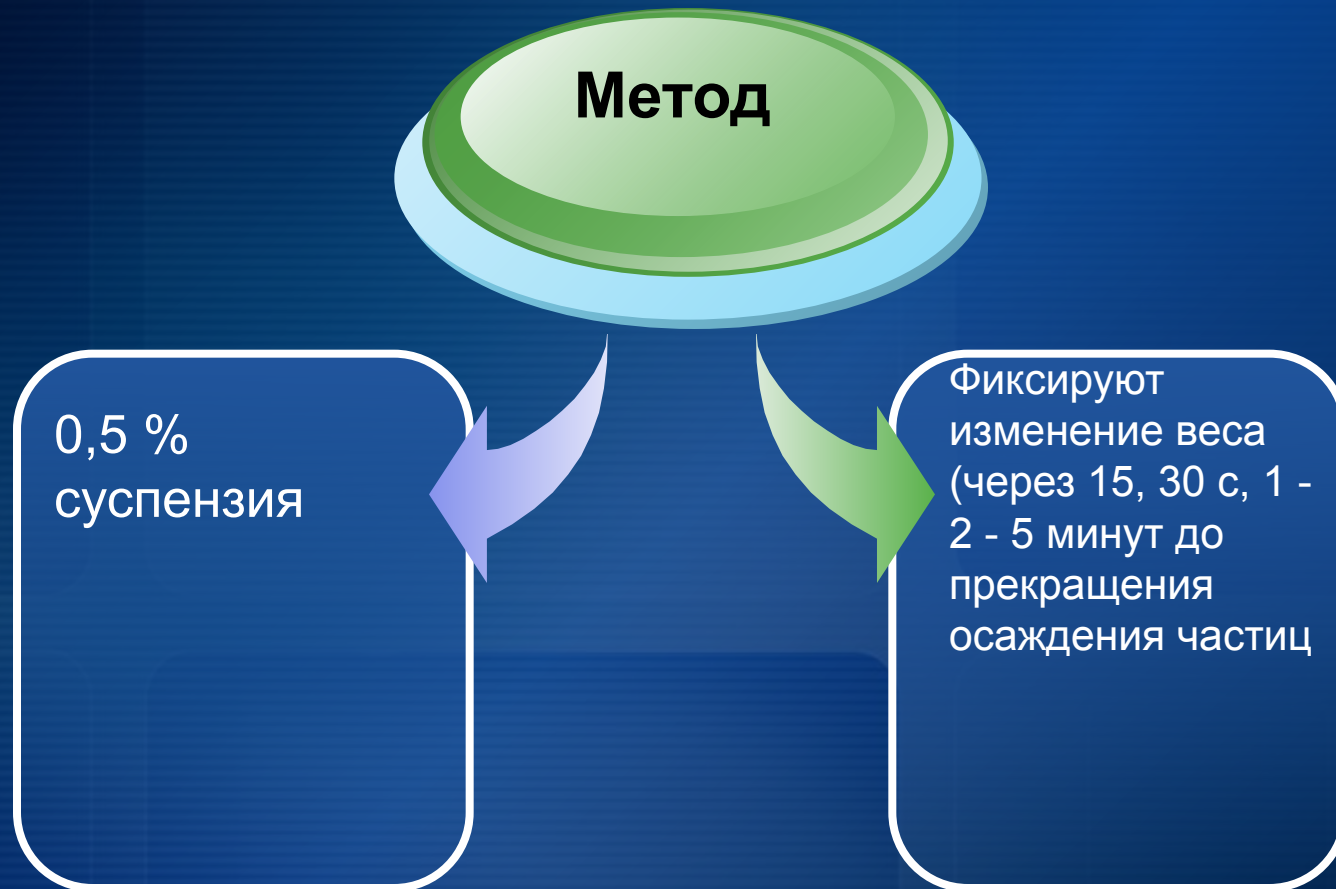 Метод
0,5 %
суспензия
Фиксируют
изменение веса
(через 15, 30 с, 1 -
2 - 5 минут до
прекращения
осаждения частиц